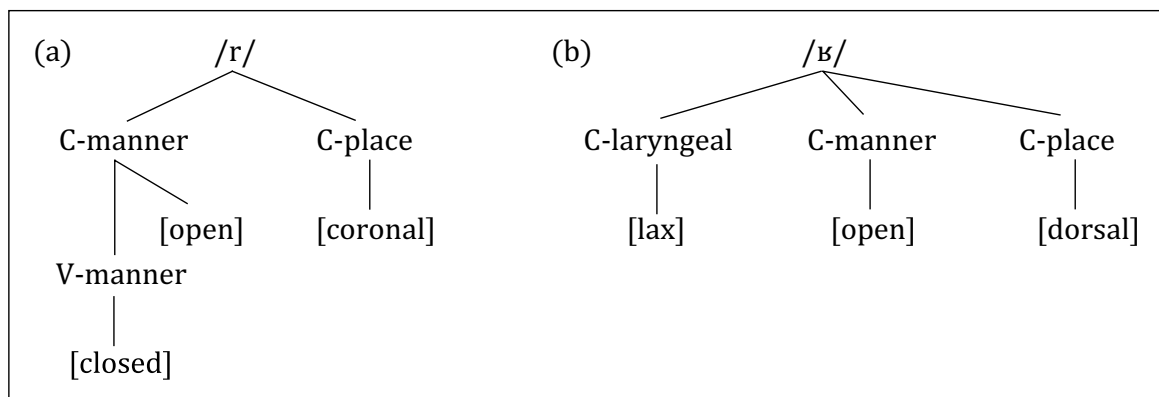 (a) /r/ (b) /ʁ/
C-manner C-place C-laryngeal C-manner C-place
[open] [coronal] [lax] [open] [dorsal]
V-manner
[closed]